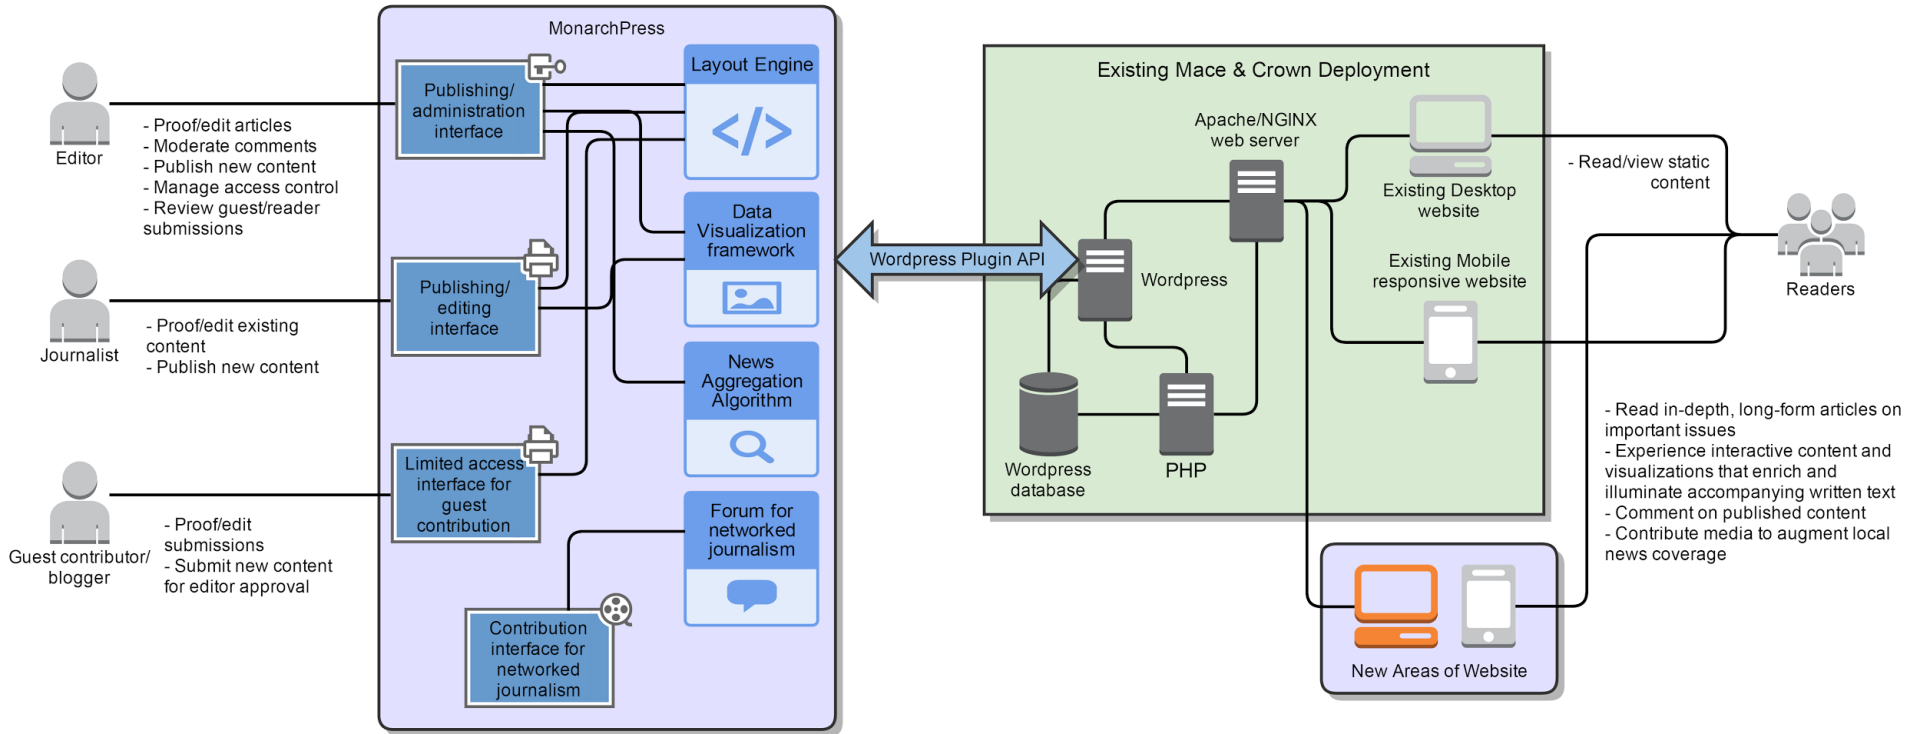 MonarchPress
Editor
- Proof/edit articles
- Moderate comments
- Publish new content
- Manage access control
- Review guest/reader
submissions
Journalist
- Proof/edit existing
content
- Publish new content
Guest contributor/
blogger
- Proof/edit
submissions
- Submit new content
for editor approval
Publishing/
administration
interface
Publishing/
editing
interface
Limited access
interface for
guest
contribution
Contribution
interface for
networked
journalism
Layout Engine
</>
Data
Visualization
framework
News
Aggregation
Algorithm
Forum for
networked
journalism
Wordpress Plugin API
Existing Mace & Crown Deployment
Apache/NGINX
web server
Wordpress
Wordpress
database
PHP
Existing Desktop
website
Existing Mobile
responsive website
New Areas of Website
- Read/view static
content
Readers
- Read in-depth, long-form articles on
important issues
- Experience interactive content and
visualizations that enrich and
illuminate accompanying written text
- Comment on published content
- Contribute media to augment local
news coverage